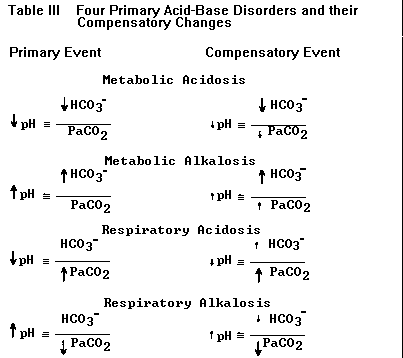 Table III    Four Primary Acid-Base Disorders and their
Compensatory Changes
Primary Event    Compensatory Event
Metabolic Acidosis
↓pH ≅ ↓HCO3⁻ / PaCO2    ↓pH ≅ ↓HCO3⁻ / ↓ PaCO2
Metabolic Alkalosis
↑pH ≅ ↑HCO3⁻ / PaCO2    ↑pH ≅ ↑HCO3⁻ / ↑ PaCO2
Respiratory Acidosis
↓pH ≅ HCO3⁻ / ↑PaCO2    ↓pH ≅ ↑ HCO3⁻ / ↑ PaCO2
Respiratory Alkalosis
↑pH ≅ HCO3⁻ / ↓PaCO2    ↑pH ≅ ↓ HCO3⁻ / ↓PaCO2